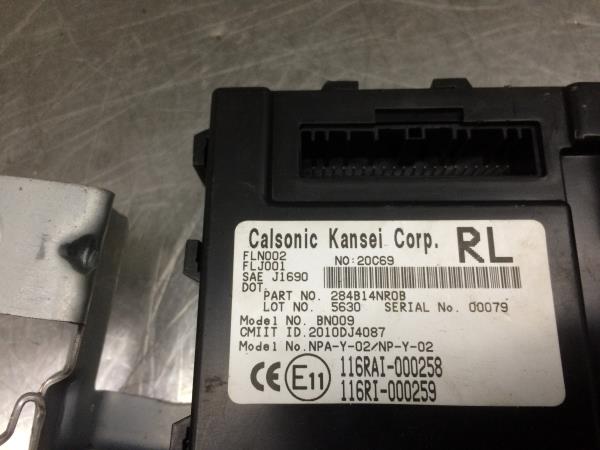 Calsonic Kansei Corp. RL
FLN002
FLJ001 NO:20C69
SAE J1690
DOT.
PART NO. 284B14NR0B
LOT NO. 5630 SERIAL No. 00079
Model NO. BN009
CMIIT ID.2010DJ4087
Model No.NPA-Y-02/NP-Y-02
CE E11 116RAI-000258
116RI-000259